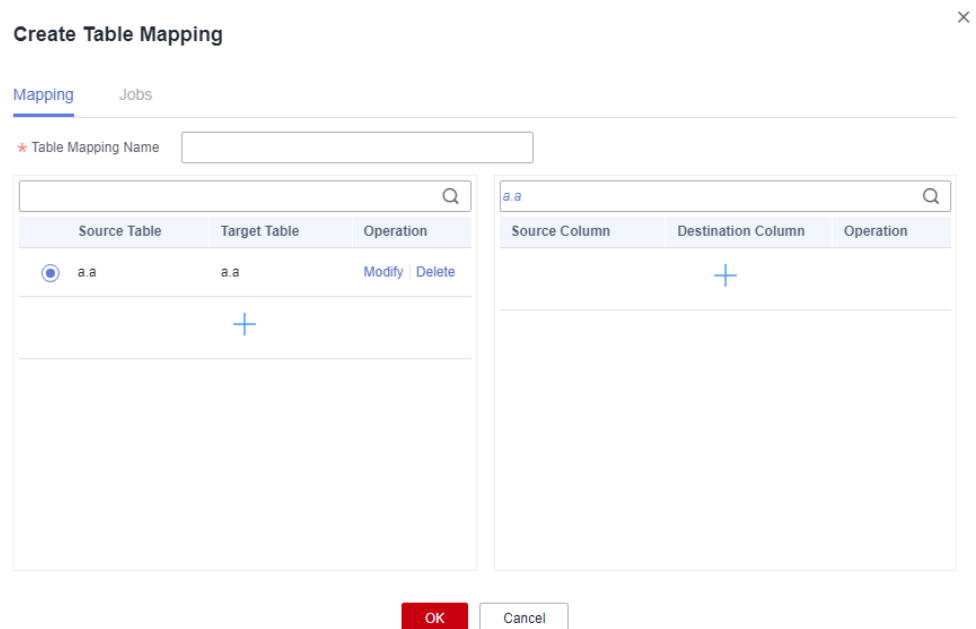 Create Table Mapping
Mapping Jobs
* Table Mapping Name
a.a
Source Table Target Table Operation
Source Column Destination Column Operation
a.a a.a Modify | Delete
OK Cancel